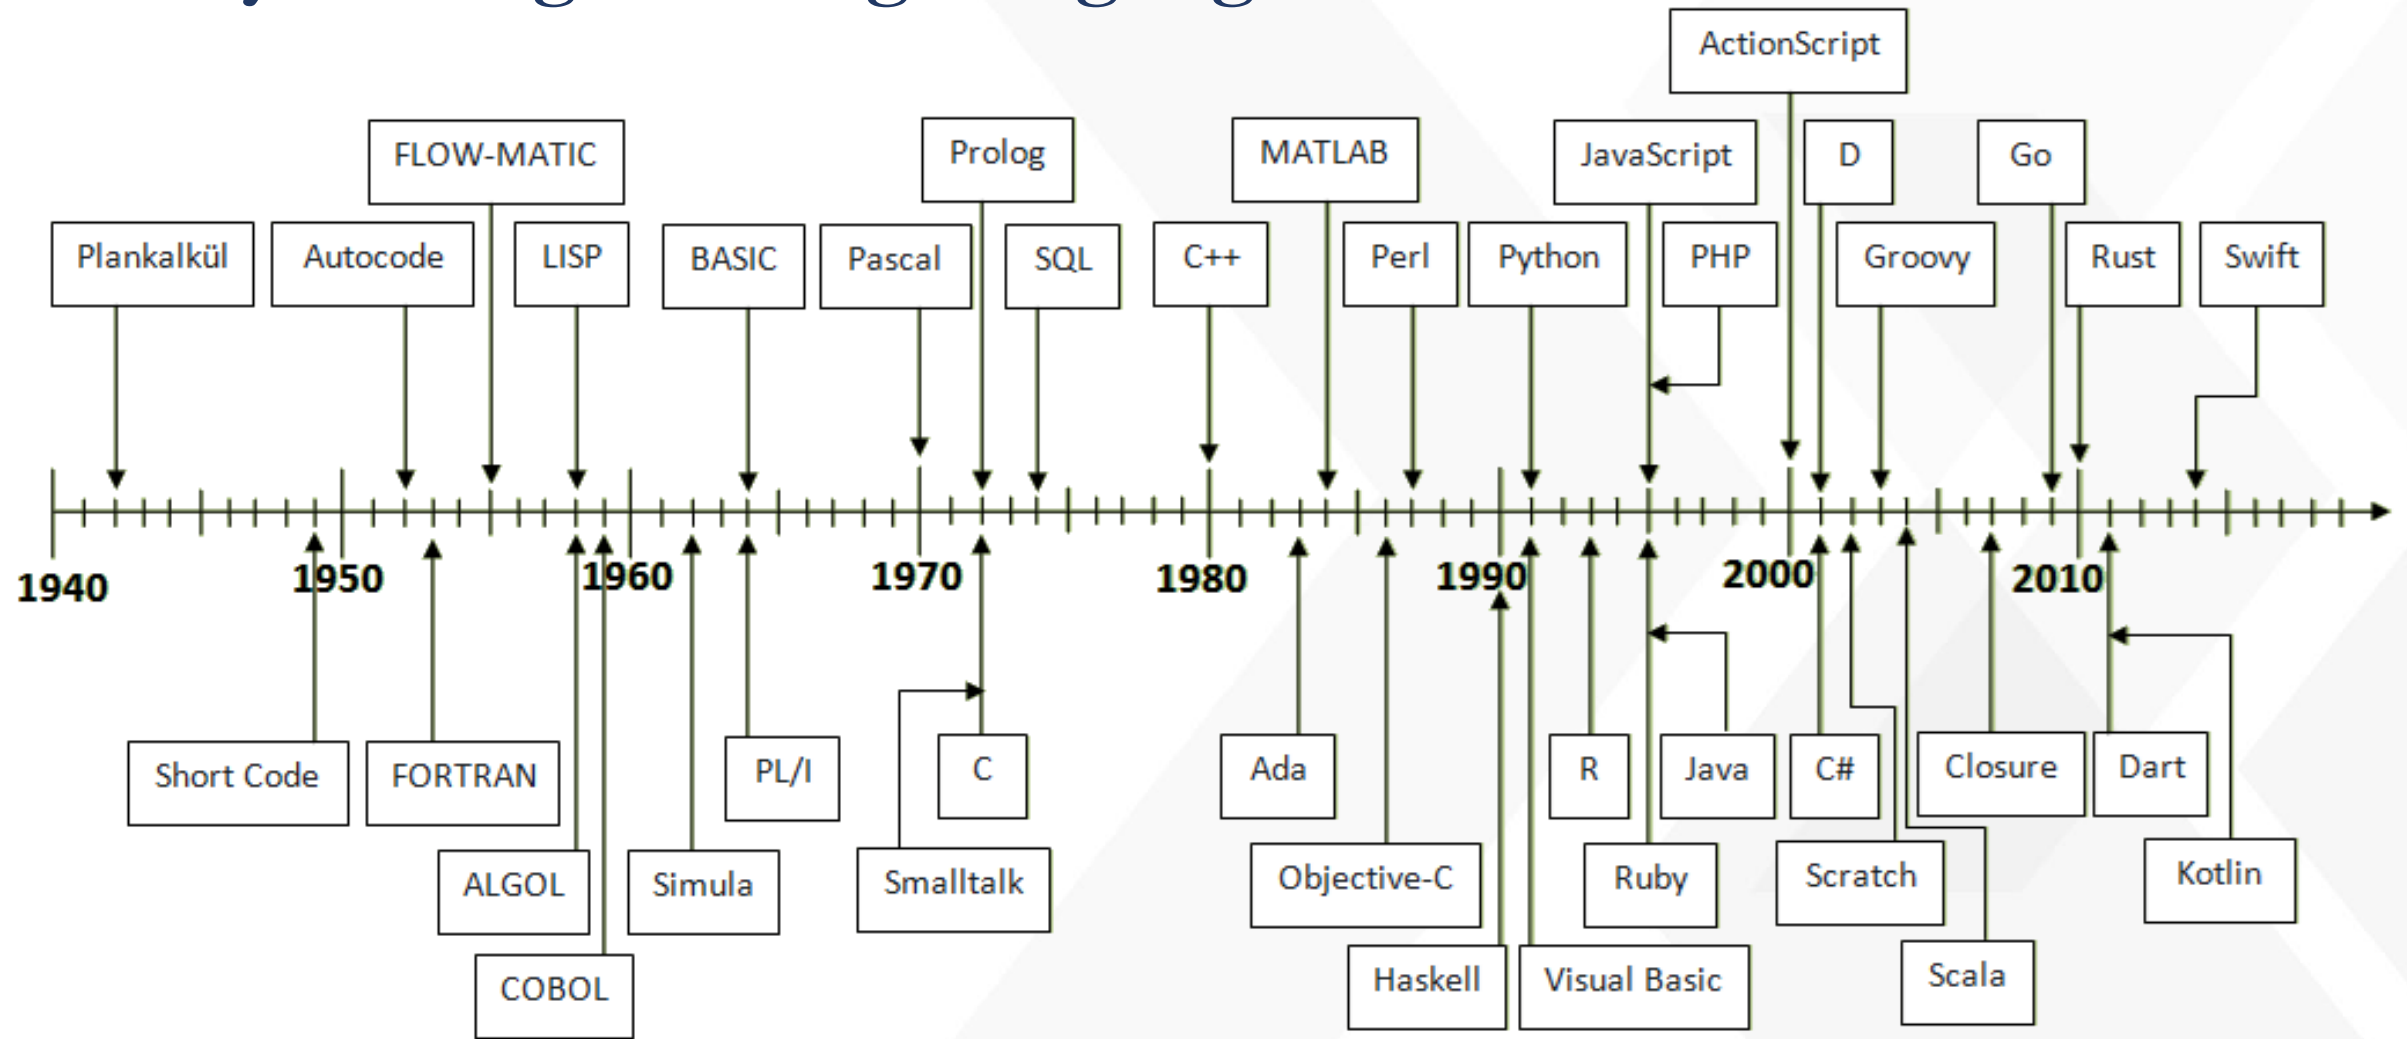 ActionScript
FLOW-MATIC
Prolog
MATLAB
JavaScript
D
Go
Plankalkül
Autocode
LISP
BASIC
Pascal
SQL
C++
Perl
Python
PHP
Groovy
Rust
Swift
1940
1950
1960
1970
1980
1990
2000
2010
Short Code
FORTRAN
PL/I
C
Ada
R
Java
C#
Closure
Dart
ALGOL
Simula
Smalltalk
Objective-C
Ruby
Scratch
Kotlin
COBOL
Haskell
Visual Basic
Scala